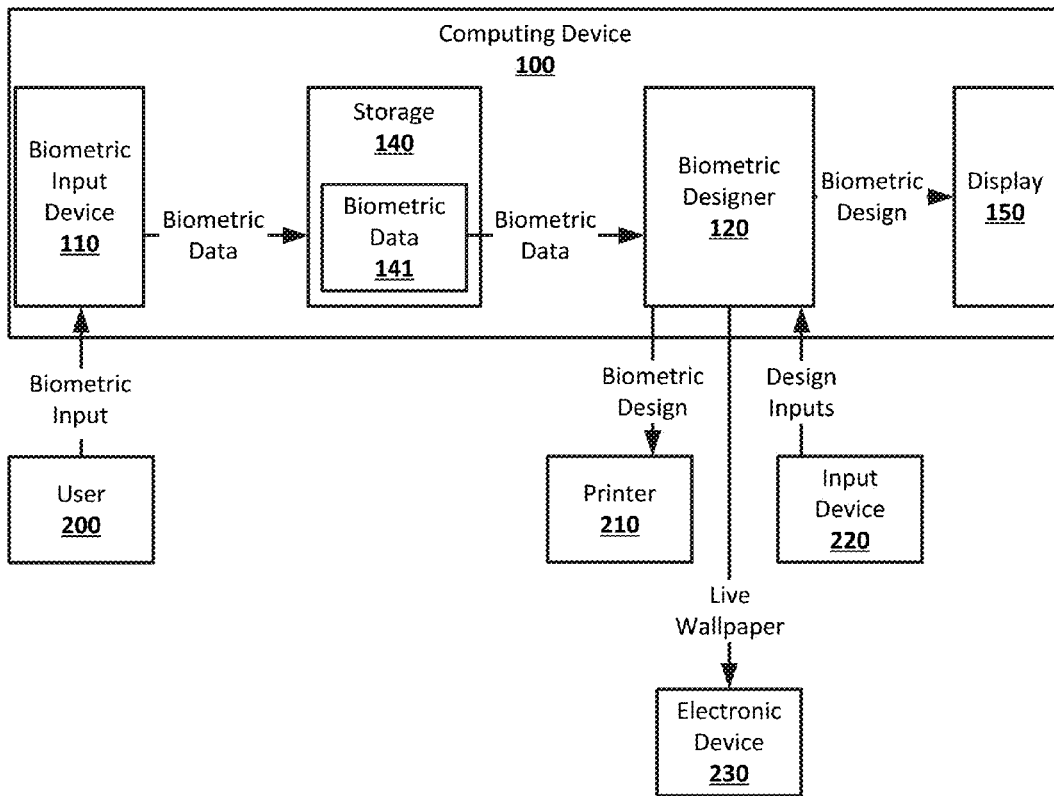 Computing Device
100
Biometric
Input
Device
110
Biometric
Data
Storage
140
Biometric
Data
141
Biometric
Data
Biometric
Designer
120
Biometric
Design
Display
150
Biometric
Input
User
200
Biometric
Design
Printer
210
Design
Inputs
Input
Device
220
Live
Wallpaper
Electronic
Device
230